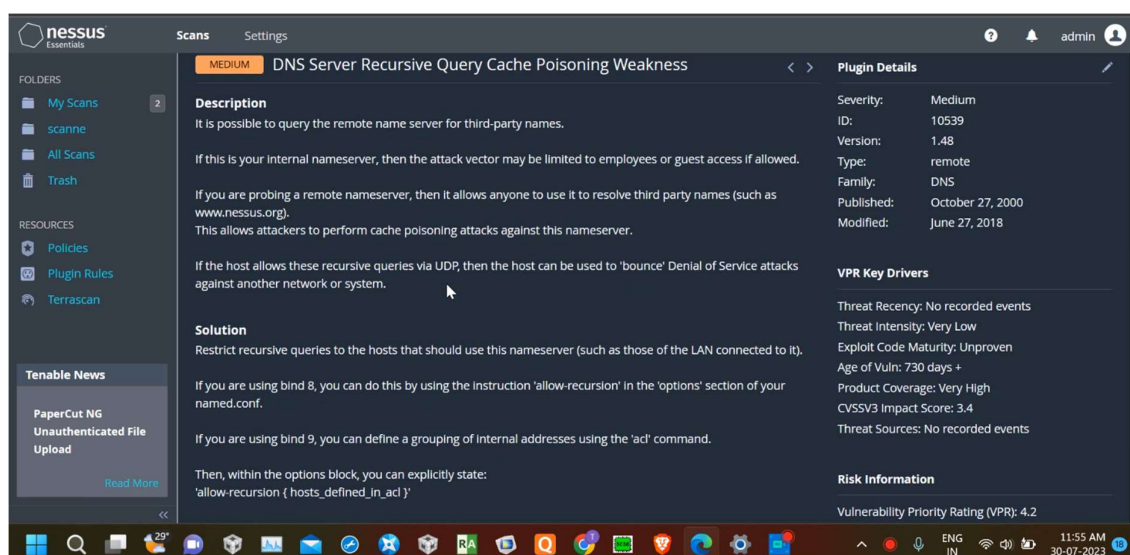 nessus
Essentials
Scans
Settings
admin
FOLDERS
My Scans
2
scanne
All Scans
Trash
RESOURCES
Policies
Plugin Rules
Terrascan
Tenable News
PaperCut NG
Unauthenticated File
Upload
Read More
MEDIUM
DNS Server Recursive Query Cache Poisoning Weakness
Description
It is possible to query the remote name server for third-party names.
If this is your internal nameserver, then the attack vector may be limited to employees or guest access if allowed.
If you are probing a remote nameserver, then it allows anyone to use it to resolve third party names (such as
www.nessus.org).
This allows attackers to perform cache poisoning attacks against this nameserver.
If the host allows these recursive queries via UDP, then the host can be used to 'bounce' Denial of Service attacks
against another network or system.
Solution
Restrict recursive queries to the hosts that should use this nameserver (such as those of the LAN connected to it).
If you are using bind 8, you can do this by using the instruction 'allow-recursion' in the 'options' section of your
named.conf.
If you are using bind 9, you can define a grouping of internal addresses using the 'acl' command.
Then, within the options block, you can explicitly state:
'allow-recursion { hosts_defined_in_acl }'
Plugin Details
Severity: Medium
ID: 10539
Version: 1.48
Type: remote
Family: DNS
Published: October 27, 2000
Modified: June 27, 2018
VPR Key Drivers
Threat Recency: No recorded events
Threat Intensity: Very Low
Exploit Code Maturity: Unproven
Age of Vuln: 730 days +
Product Coverage: Very High
CVSSV3 Impact Score: 3.4
Threat Sources: No recorded events
Risk Information
Vulnerability Priority Rating (VPR): 4.2
29°
RA
ENG
IN
11:55 AM
30-07-2023
18